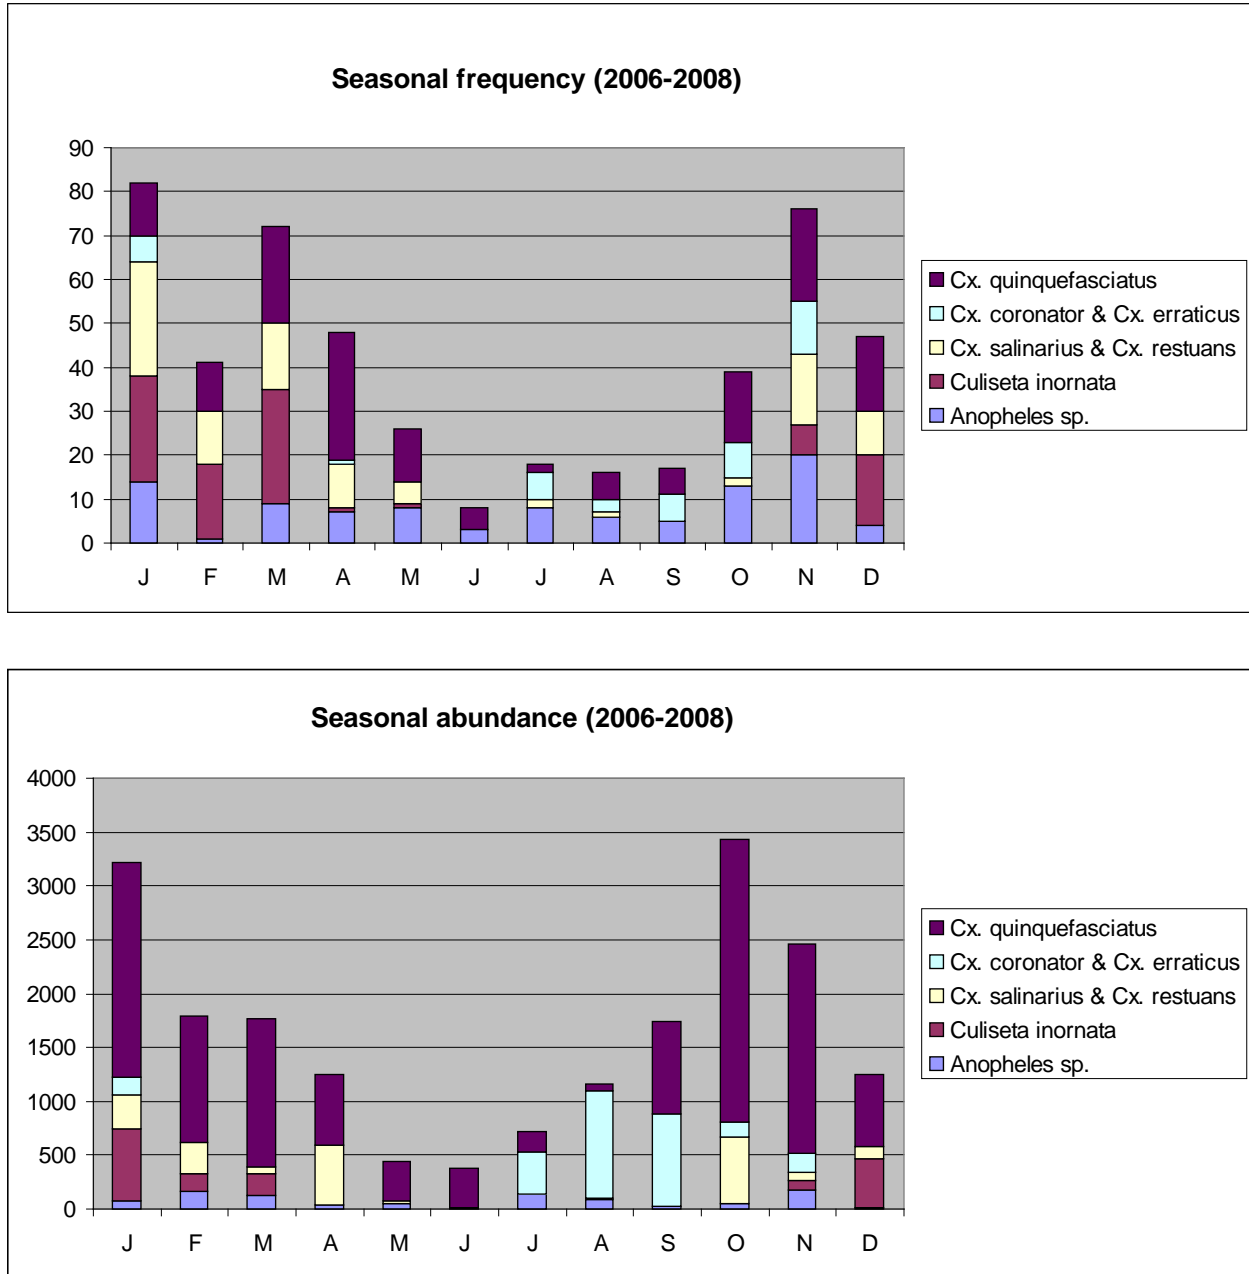 Seasonal frequency (2006-2008)
90
80
70
60
50
40
30
20
10
0
J F M A M J J A S O N D
Cx. quinquefasciatus
Cx. coronator & Cx. erraticus
Cx. salinarius & Cx. restuans
Culiseta inornata
Anopheles sp.
Seasonal abundance (2006-2008)
4000
3500
3000
2500
2000
1500
1000
500
0
J F M A M J J A S O N D
Cx. quinquefasciatus
Cx. coronator & Cx. erraticus
Cx. salinarius & Cx. restuans
Culiseta inornata
Anopheles sp.